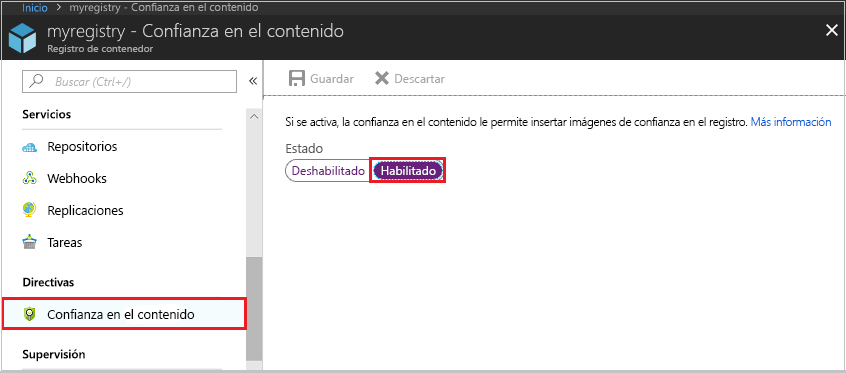 Inicio > myregistry - Confianza en el contenido
myregistry - Confianza en el contenido
Registro de contenedor
Buscar (Ctrl+/)
Servicios
Repositorios
Webhooks
Replicaciones
Tareas
Directivas
Confianza en el contenido
Supervisión
Guardar
Descartar
Si se activa, la confianza en el contenido le permite insertar imágenes de confianza en el registro. Más información
Estado
Deshabilitado
Habilitado